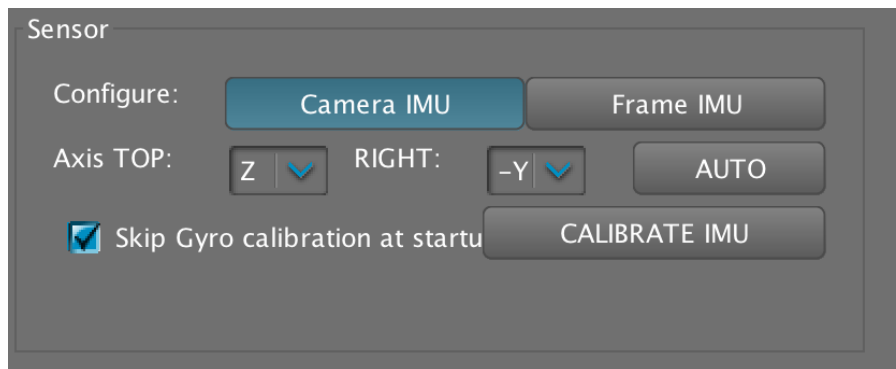 Sensor
Configure: Camera IMU Frame IMU
Axis TOP: Z RIGHT: -Y AUTO
Skip Gyro calibration at startu CALIBRATE IMU